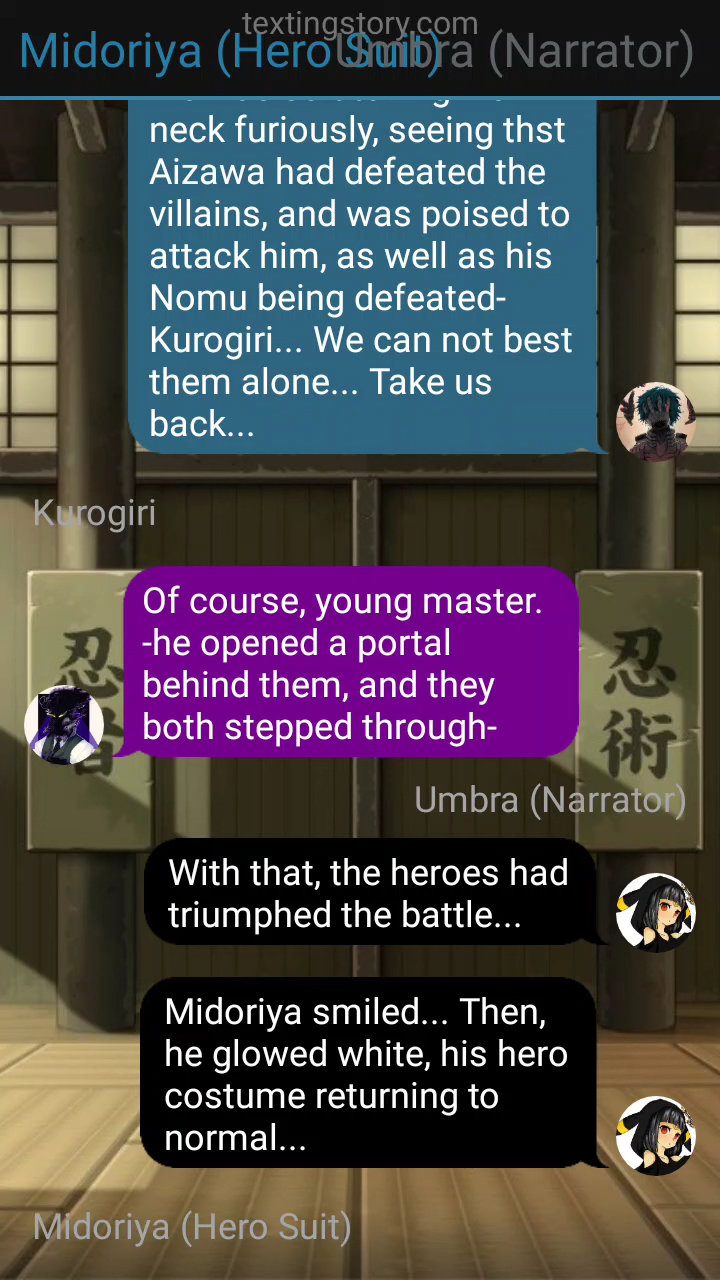 textingstory.com
Midoriya (Hero Suit)
Umbra (Narrator)
neck furiously, seeing thst
Aizawa had defeated the
villains, and was poised to
attack him, as well as his
Nomu being defeated-
Kurogiri... We can not best
them alone... Take us
back...
Kurogiri
Of course, young master.
-he opened a portal
behind them, and they
both stepped through-
忍者
忍術
Umbra (Narrator)
With that, the heroes had
triumphed the battle...
Midoriya smiled... Then,
he glowed white, his hero
costume returning to
normal...
Midoriya (Hero Suit)